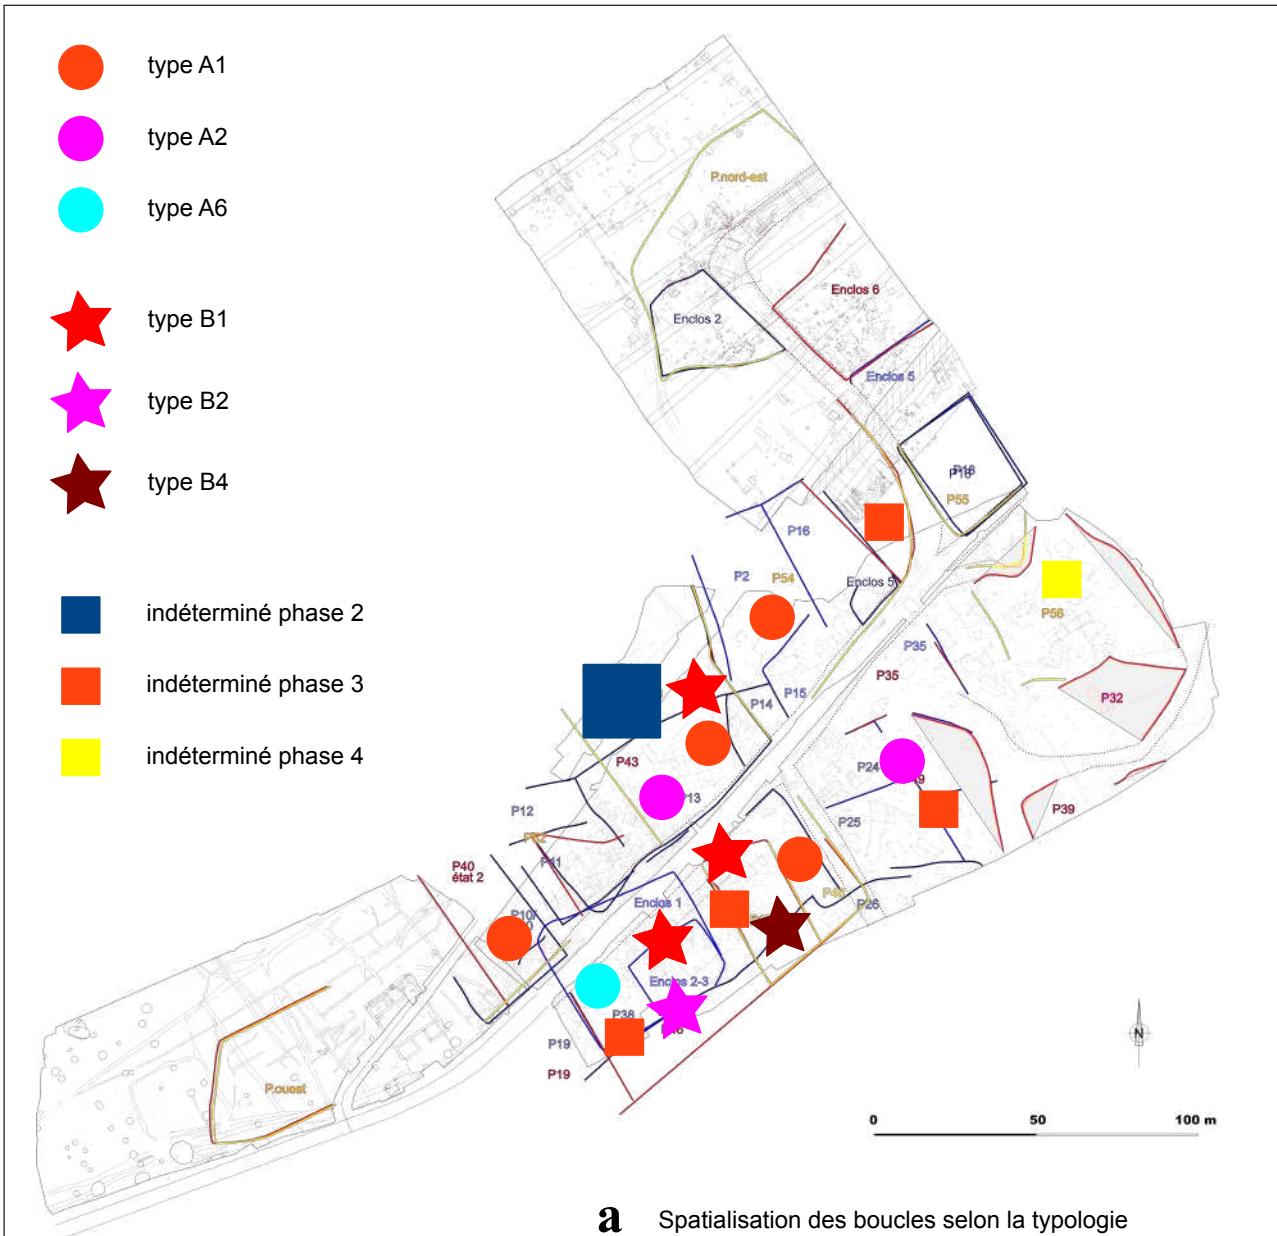 type A1
type A2
type A6
type B1
type B2
type B4
indéterminé phase 2
indéterminé phase 3
indéterminé phase 4
P.nord-est
Enclos 6
Enclos 2
Enclos 5
P18
P55
P16
P2
P54
Enclos 5
P56
P35
P35
P32
P14
P15
P43
P24
P13
P12
P25
P39
P11
P40
état 2
Enclos 1
P26
Enclos 2-3
P38
P19
P19
P.ouest
N
0 50 100 m
a Spatialisation des boucles selon la typologie